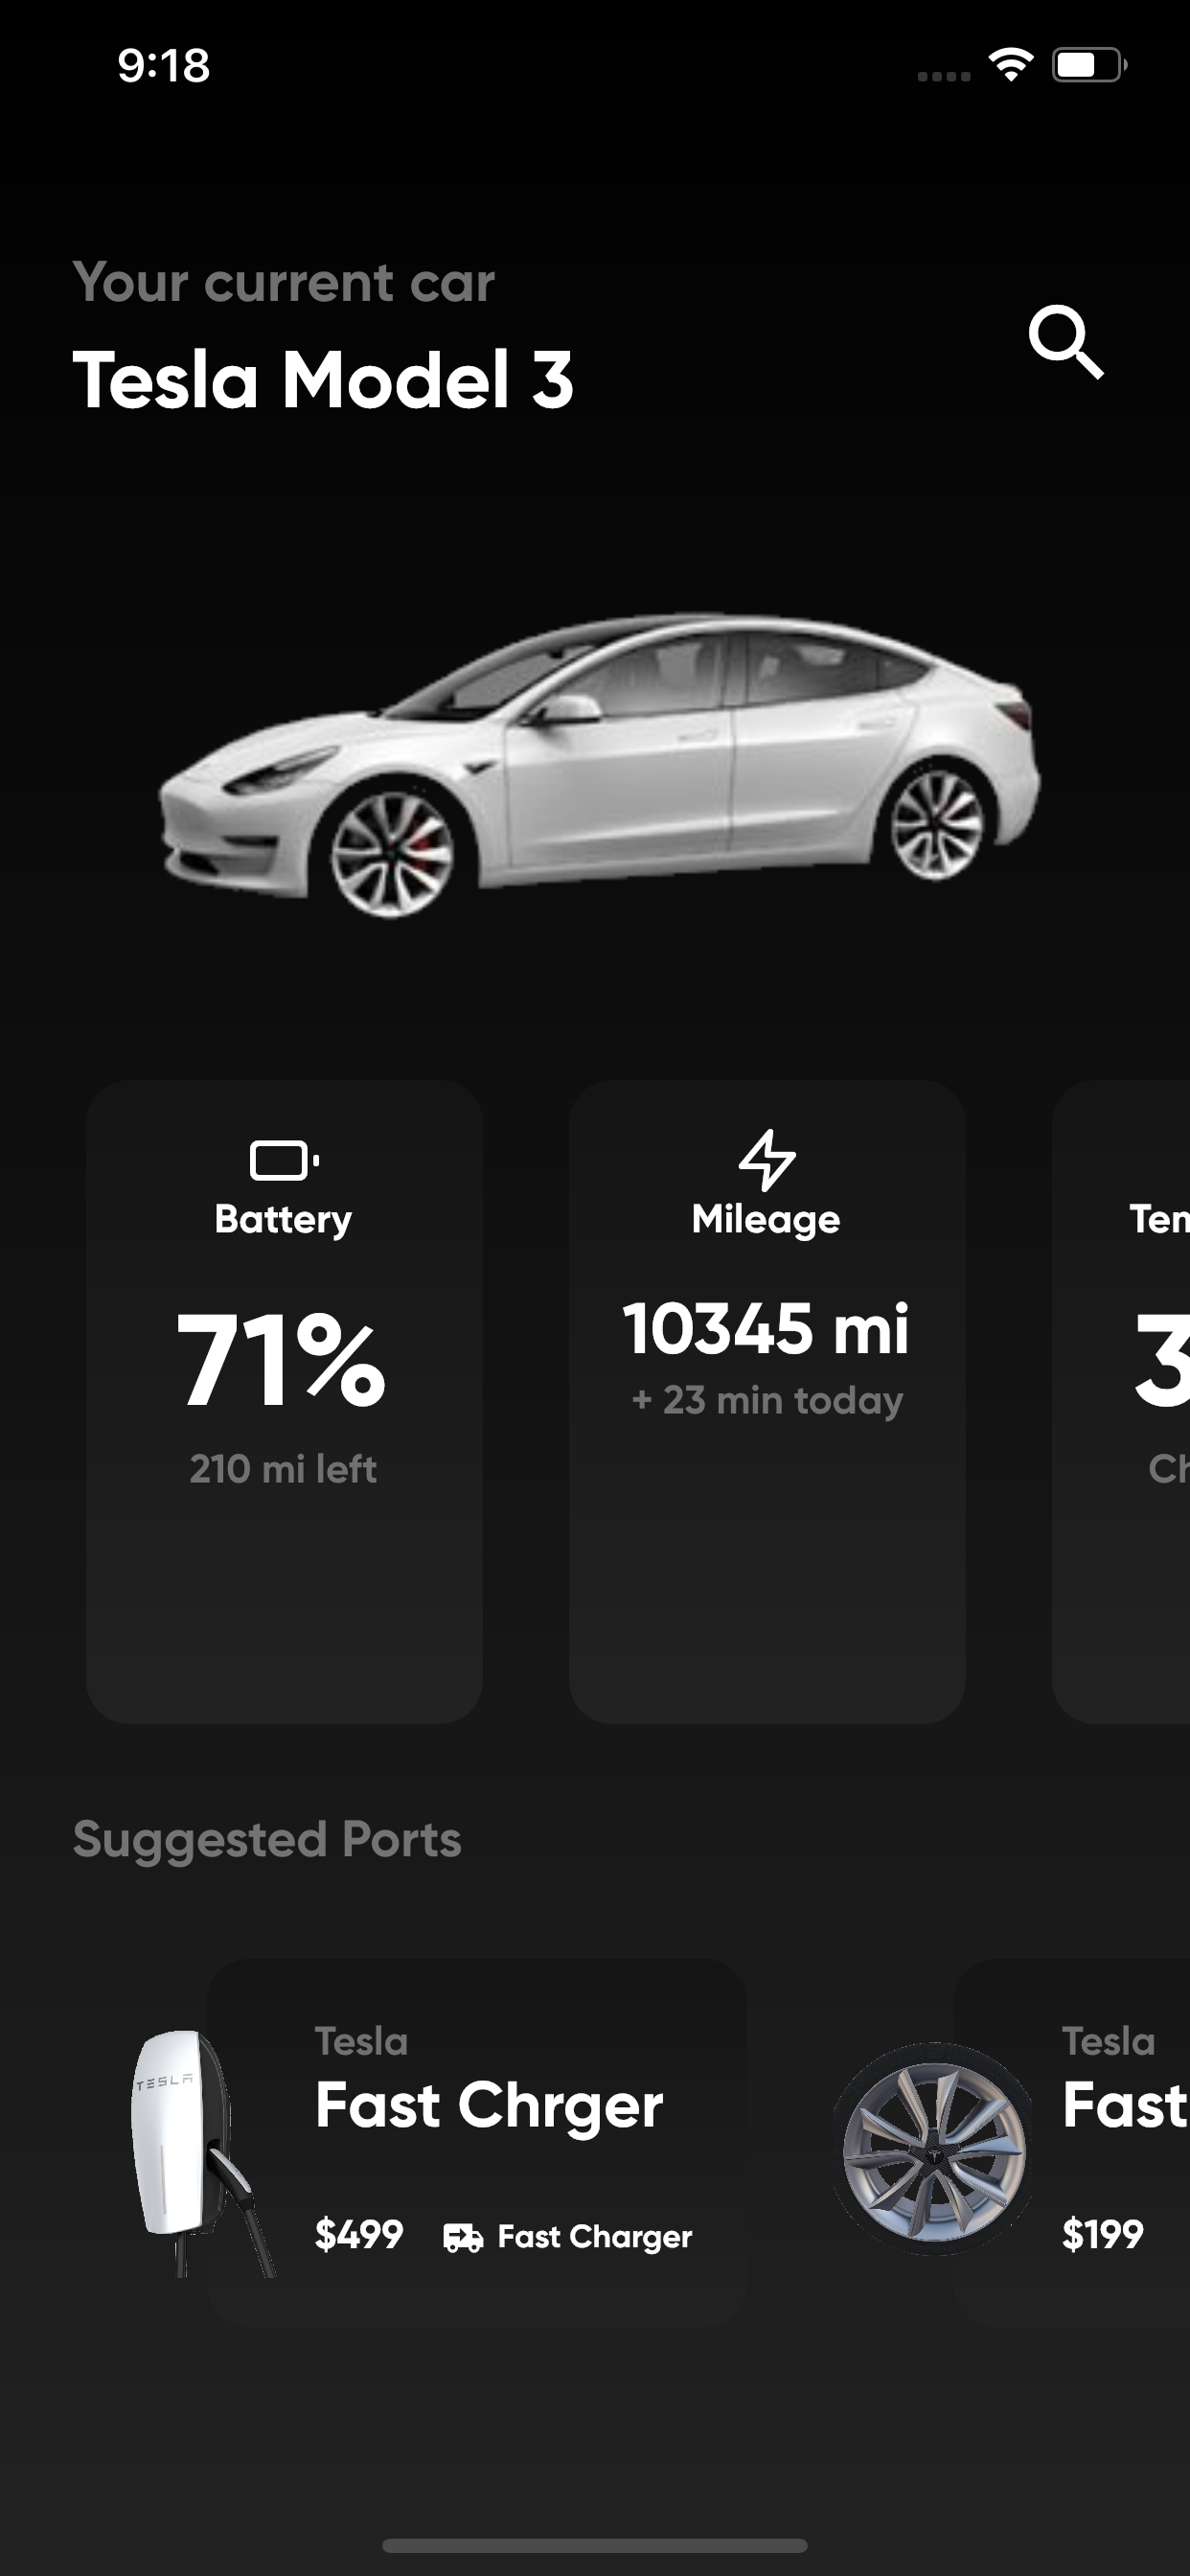 9:18
Your current car
Tesla Model 3
Battery
71%
210 mi left
Mileage
10345 mi
+ 23 min today
Ten
3
Ch
Suggested Ports
TESLA
Tesla
Fast Chrger
$499 Fast Charger
Tesla
Fast
$199